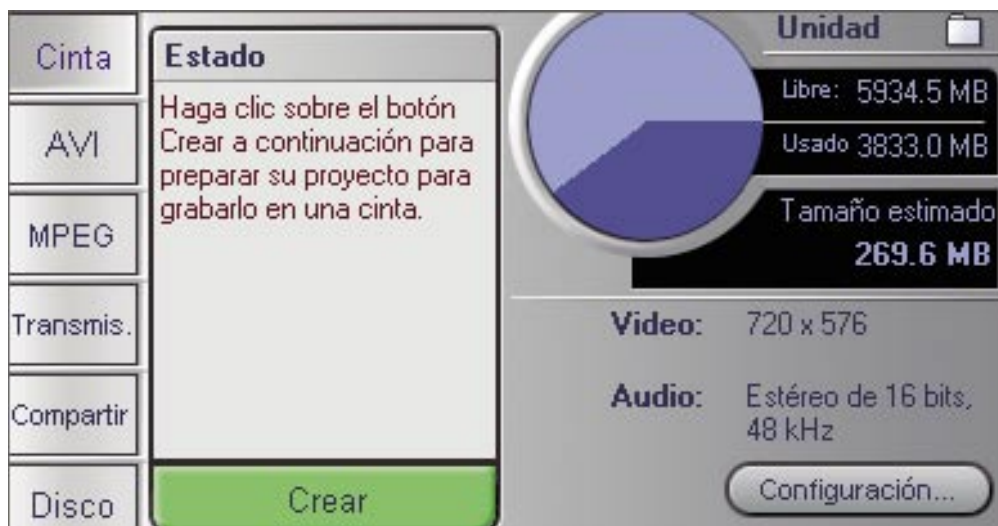 Cinta
AVI
MPEG
Transmis.
Compartir
Disco
Estado
Haga clic sobre el botón
Crear a continuación para
preparar su proyecto para
grabarlo en una cinta.
Crear
Unidad
Libre: 5934.5 MB
Usado 3833.0 MB
Tamaño estimado
269.6 MB
Video: 720 x 576
Audio: Estéreo de 16 bits,
48 kHz
Configuración...